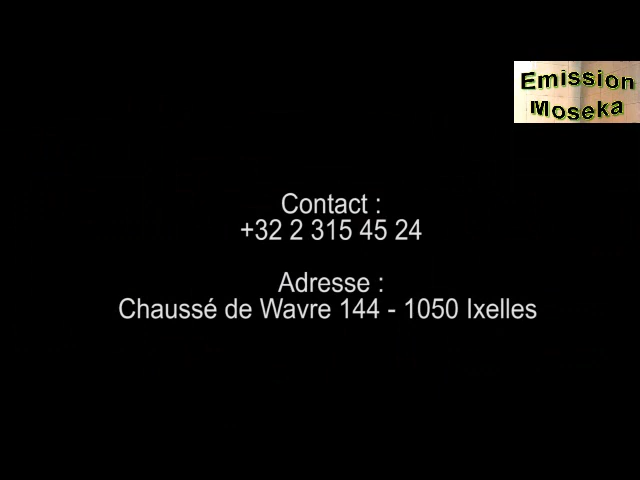 Emission
Moseka
Contact :
+32 2 315 45 24
Adresse :
Chaussé de Wavre 144 - 1050 Ixelles